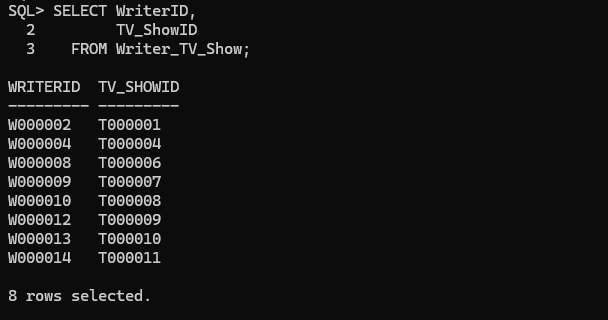 SQL> SELECT WriterID,
  2         TV_ShowID
  3    FROM Writer_TV_Show;
WRITERID  TV_SHOWID
--------- ---------
W000002   T000001
W000004   T000004
W000008   T000006
W000009   T000007
W000010   T000008
W000012   T000009
W000013   T000010
W000014   T000011
8 rows selected.